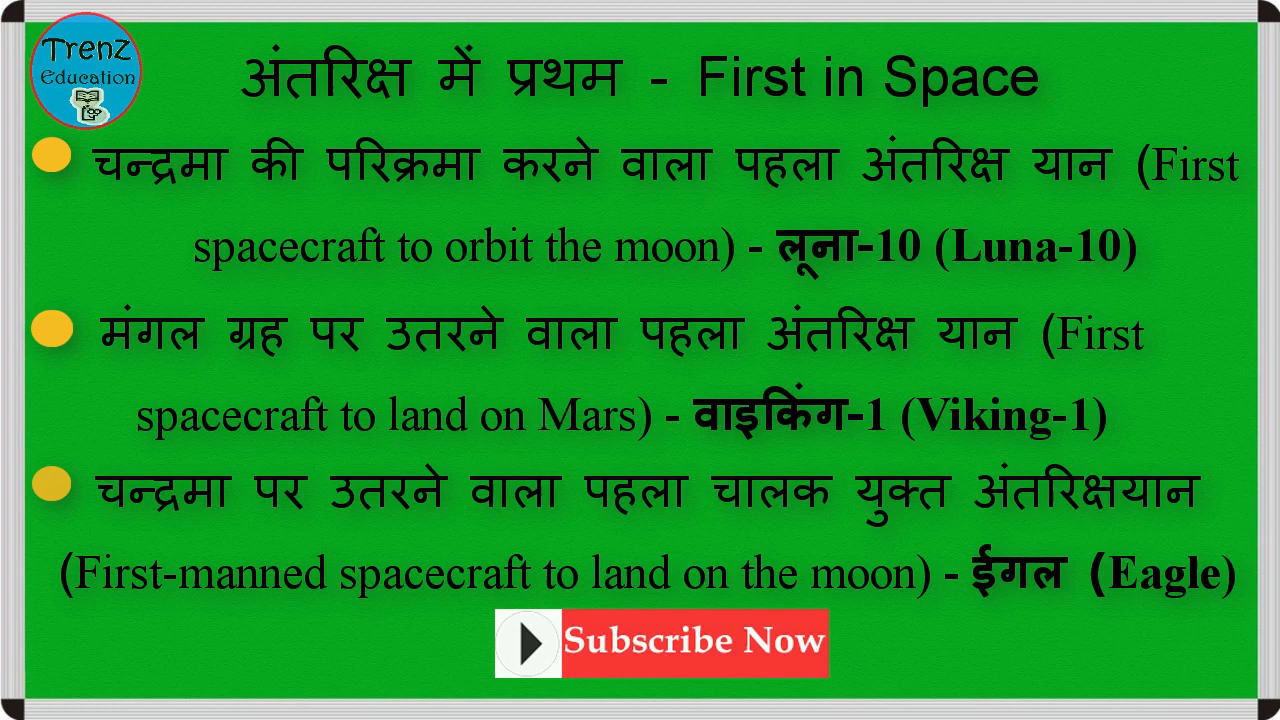 TrenZ
Education
अंतरिक्ष में प्रथम - First in Space
चन्द्रमा की परिक्रमा करने वाला पहला अंतरिक्ष यान (First
spacecraft to orbit the moon) - लूना-10 (Luna-10)
मंगल ग्रह पर उतरने वाला पहला अंतरिक्ष यान (First
spacecraft to land on Mars) - वाइकिंग-1 (Viking-1)
चन्द्रमा पर उतरने वाला पहला चालक युक्त अंतरिक्षयान
(First-manned spacecraft to land on the moon) - ईगल (Eagle)
Subscribe Now